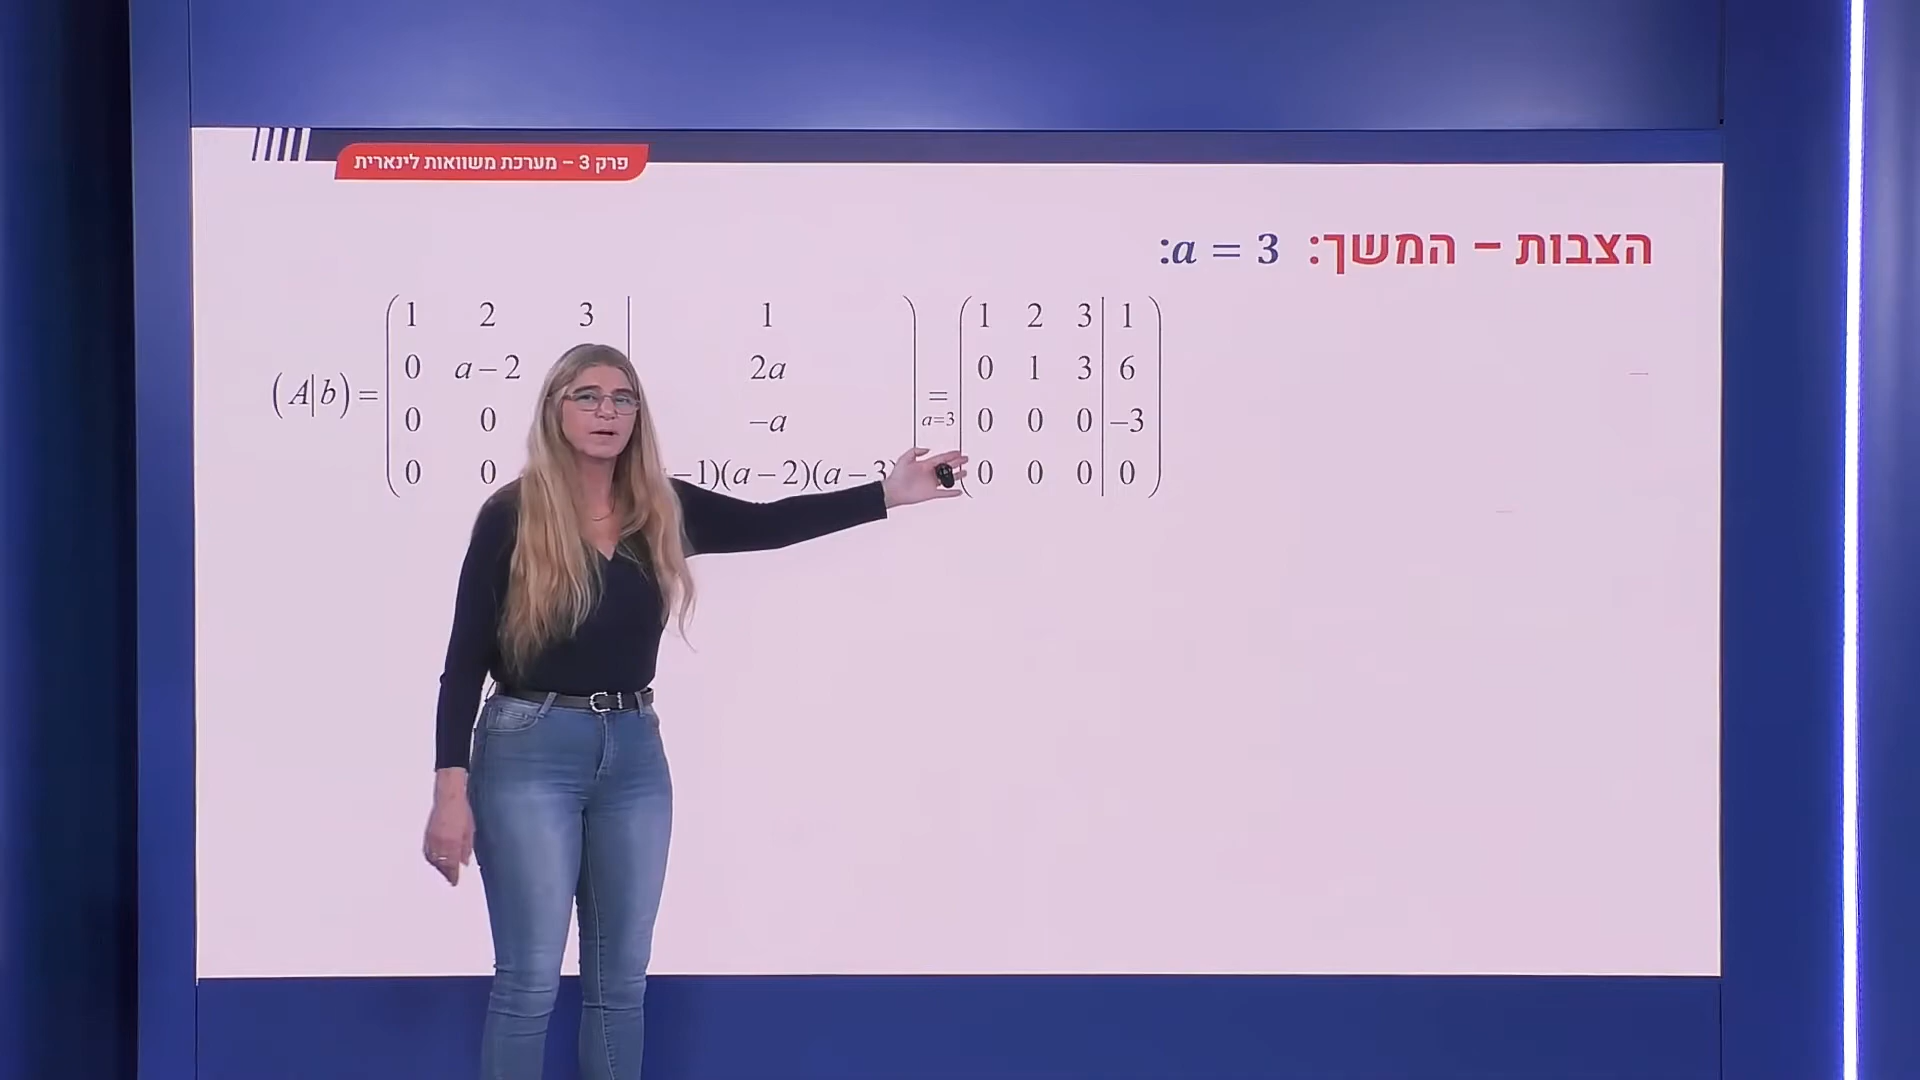 פרק 3 – מערכת משוואות לינארית
הצבות – המשך: a = 3:
1 2 3 | 1
0 a – 2 2a
(A|b) = 0 0 –a
0 0 –1)(a – 2)(a – 3)
= a=3
1 2 3 | 1
0 1 3 | 6
0 0 0 | –3
0 0 0 | 0